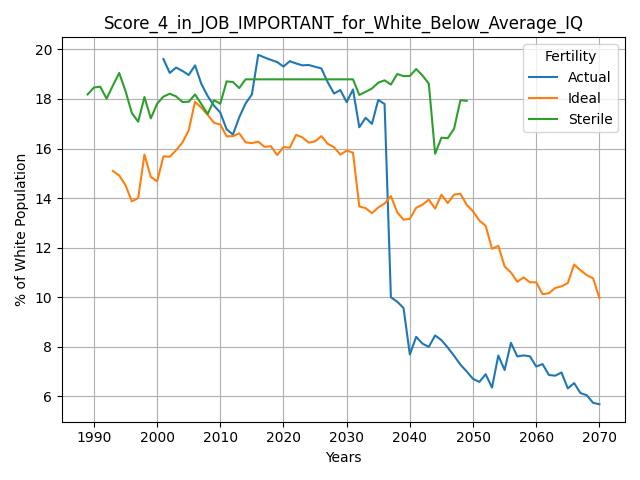 Score_4_in_JOB_IMPORTANT_for_White_Below_Average_IQ
% of White Population
20
18
16
14
12
10
8
6
Fertility
Actual
Ideal
Sterile
1990 2000 2010 2020 2030 2040 2050 2060 2070
Years